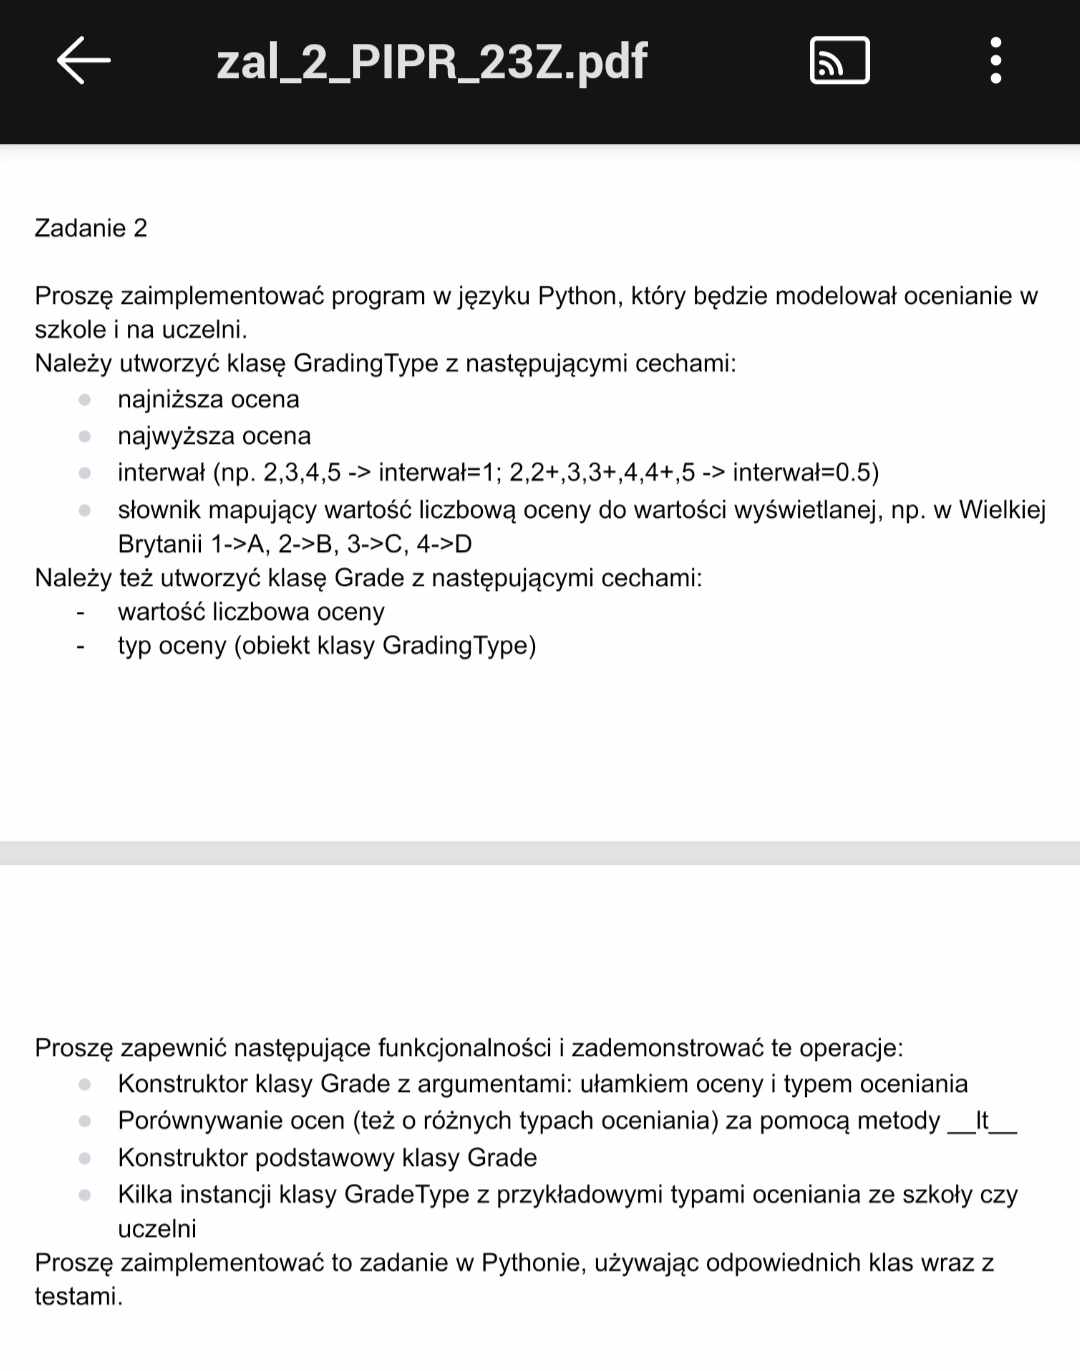 zal_2_PIPR_23Z.pdf
Zadanie 2
Proszę zaimplementować program w języku Python, który będzie modelował ocenianie w
szkole i na uczelni.
Należy utworzyć klasę GradingType z następującymi cechami:
● najniższa ocena
● najwyższa ocena
● interwał (np. 2,3,4,5 -> interwał=1; 2,2+,3,3+,4,4+,5 -> interwał=0.5)
● słownik mapujący wartość liczbową oceny do wartości wyświetlanej, np. w Wielkiej
Brytanii 1->A, 2->B, 3->C, 4->D
Należy też utworzyć klasę Grade z następującymi cechami:
- wartość liczbowa oceny
- typ oceny (obiekt klasy GradingType)
Proszę zapewnić następujące funkcjonalności i zademonstrować te operacje:
● Konstruktor klasy Grade z argumentami: ułamkiem oceny i typem oceniania
● Porównywanie ocen (też o różnych typach oceniania) za pomocą metody __lt__
● Konstruktor podstawowy klasy Grade
● Kilka instancji klasy GradeType z przykładowymi typami oceniania ze szkoły czy
uczelni
Proszę zaimplementować to zadanie w Pythonie, używając odpowiednich klas wraz z
testami.